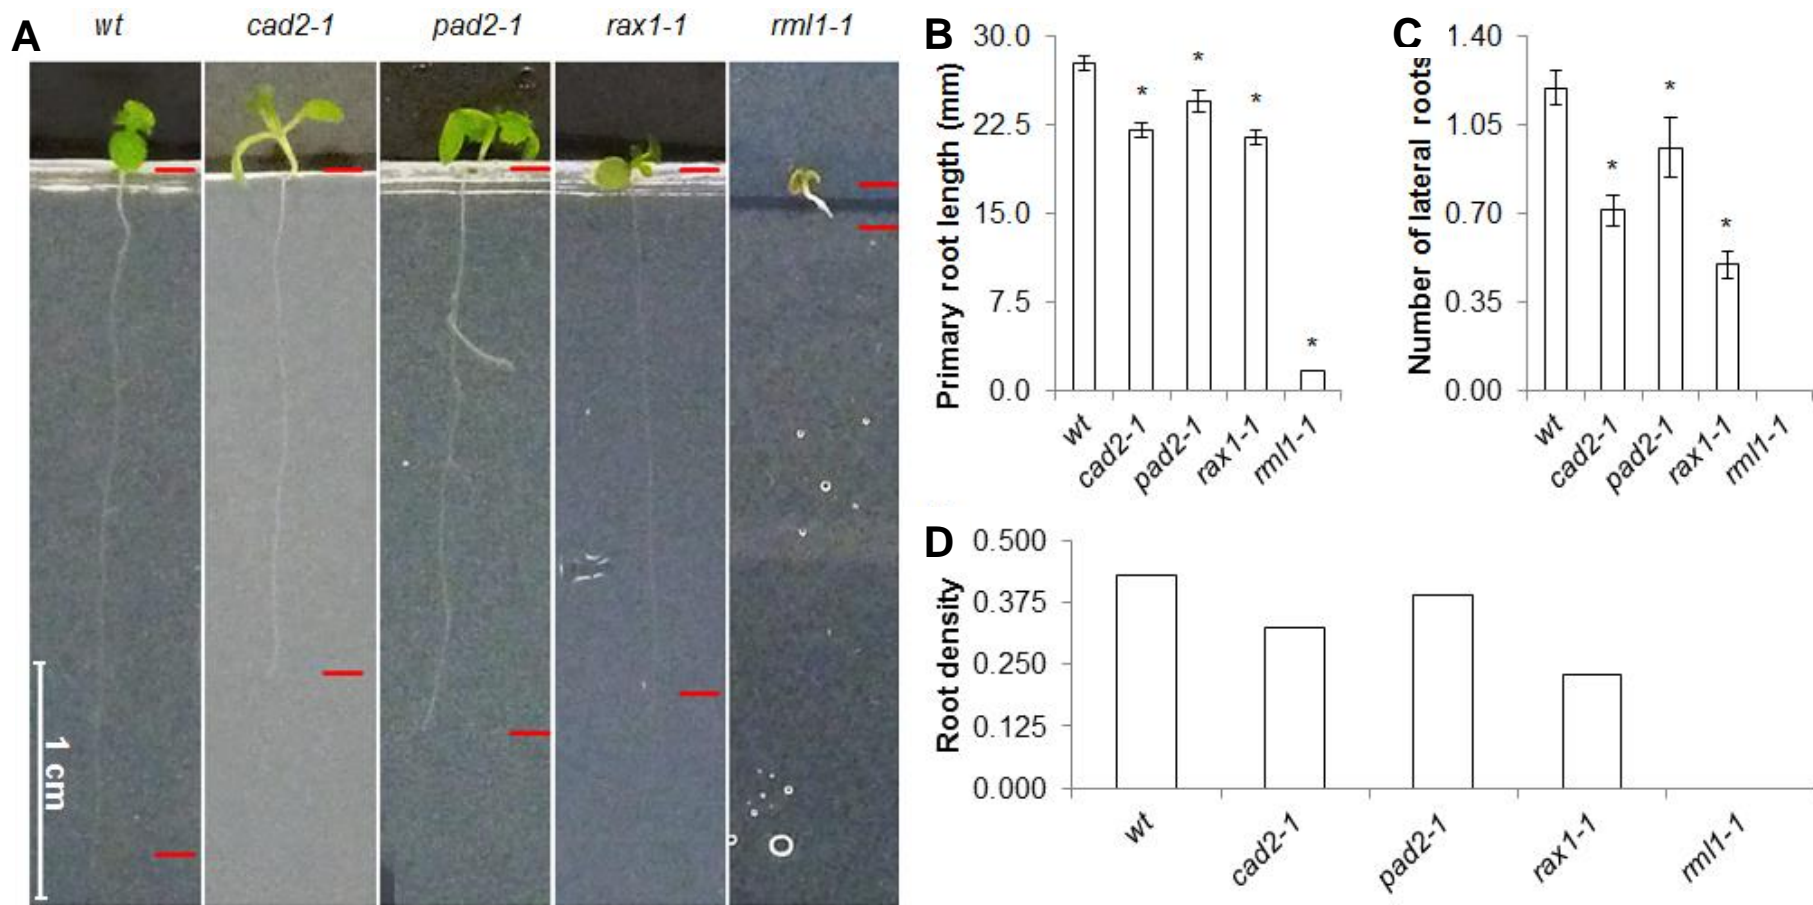 A
wt
cad2-1
pad2-1
rax1-1
rml1-1
1 cm
B
Primary root length (mm)
30.0
22.5
15.0
7.5
0.0
*
*
*
*
wt
cad2-1
pad2-1
rax1-1
rml1-1
C
Number of lateral roots
1.40
1.05
0.70
0.35
0.00
*
*
*
wt
cad2-1
pad2-1
rax1-1
rml1-1
D
Root density
0.500
0.375
0.250
0.125
0.000
wt
cad2-1
pad2-1
rax1-1
rml1-1